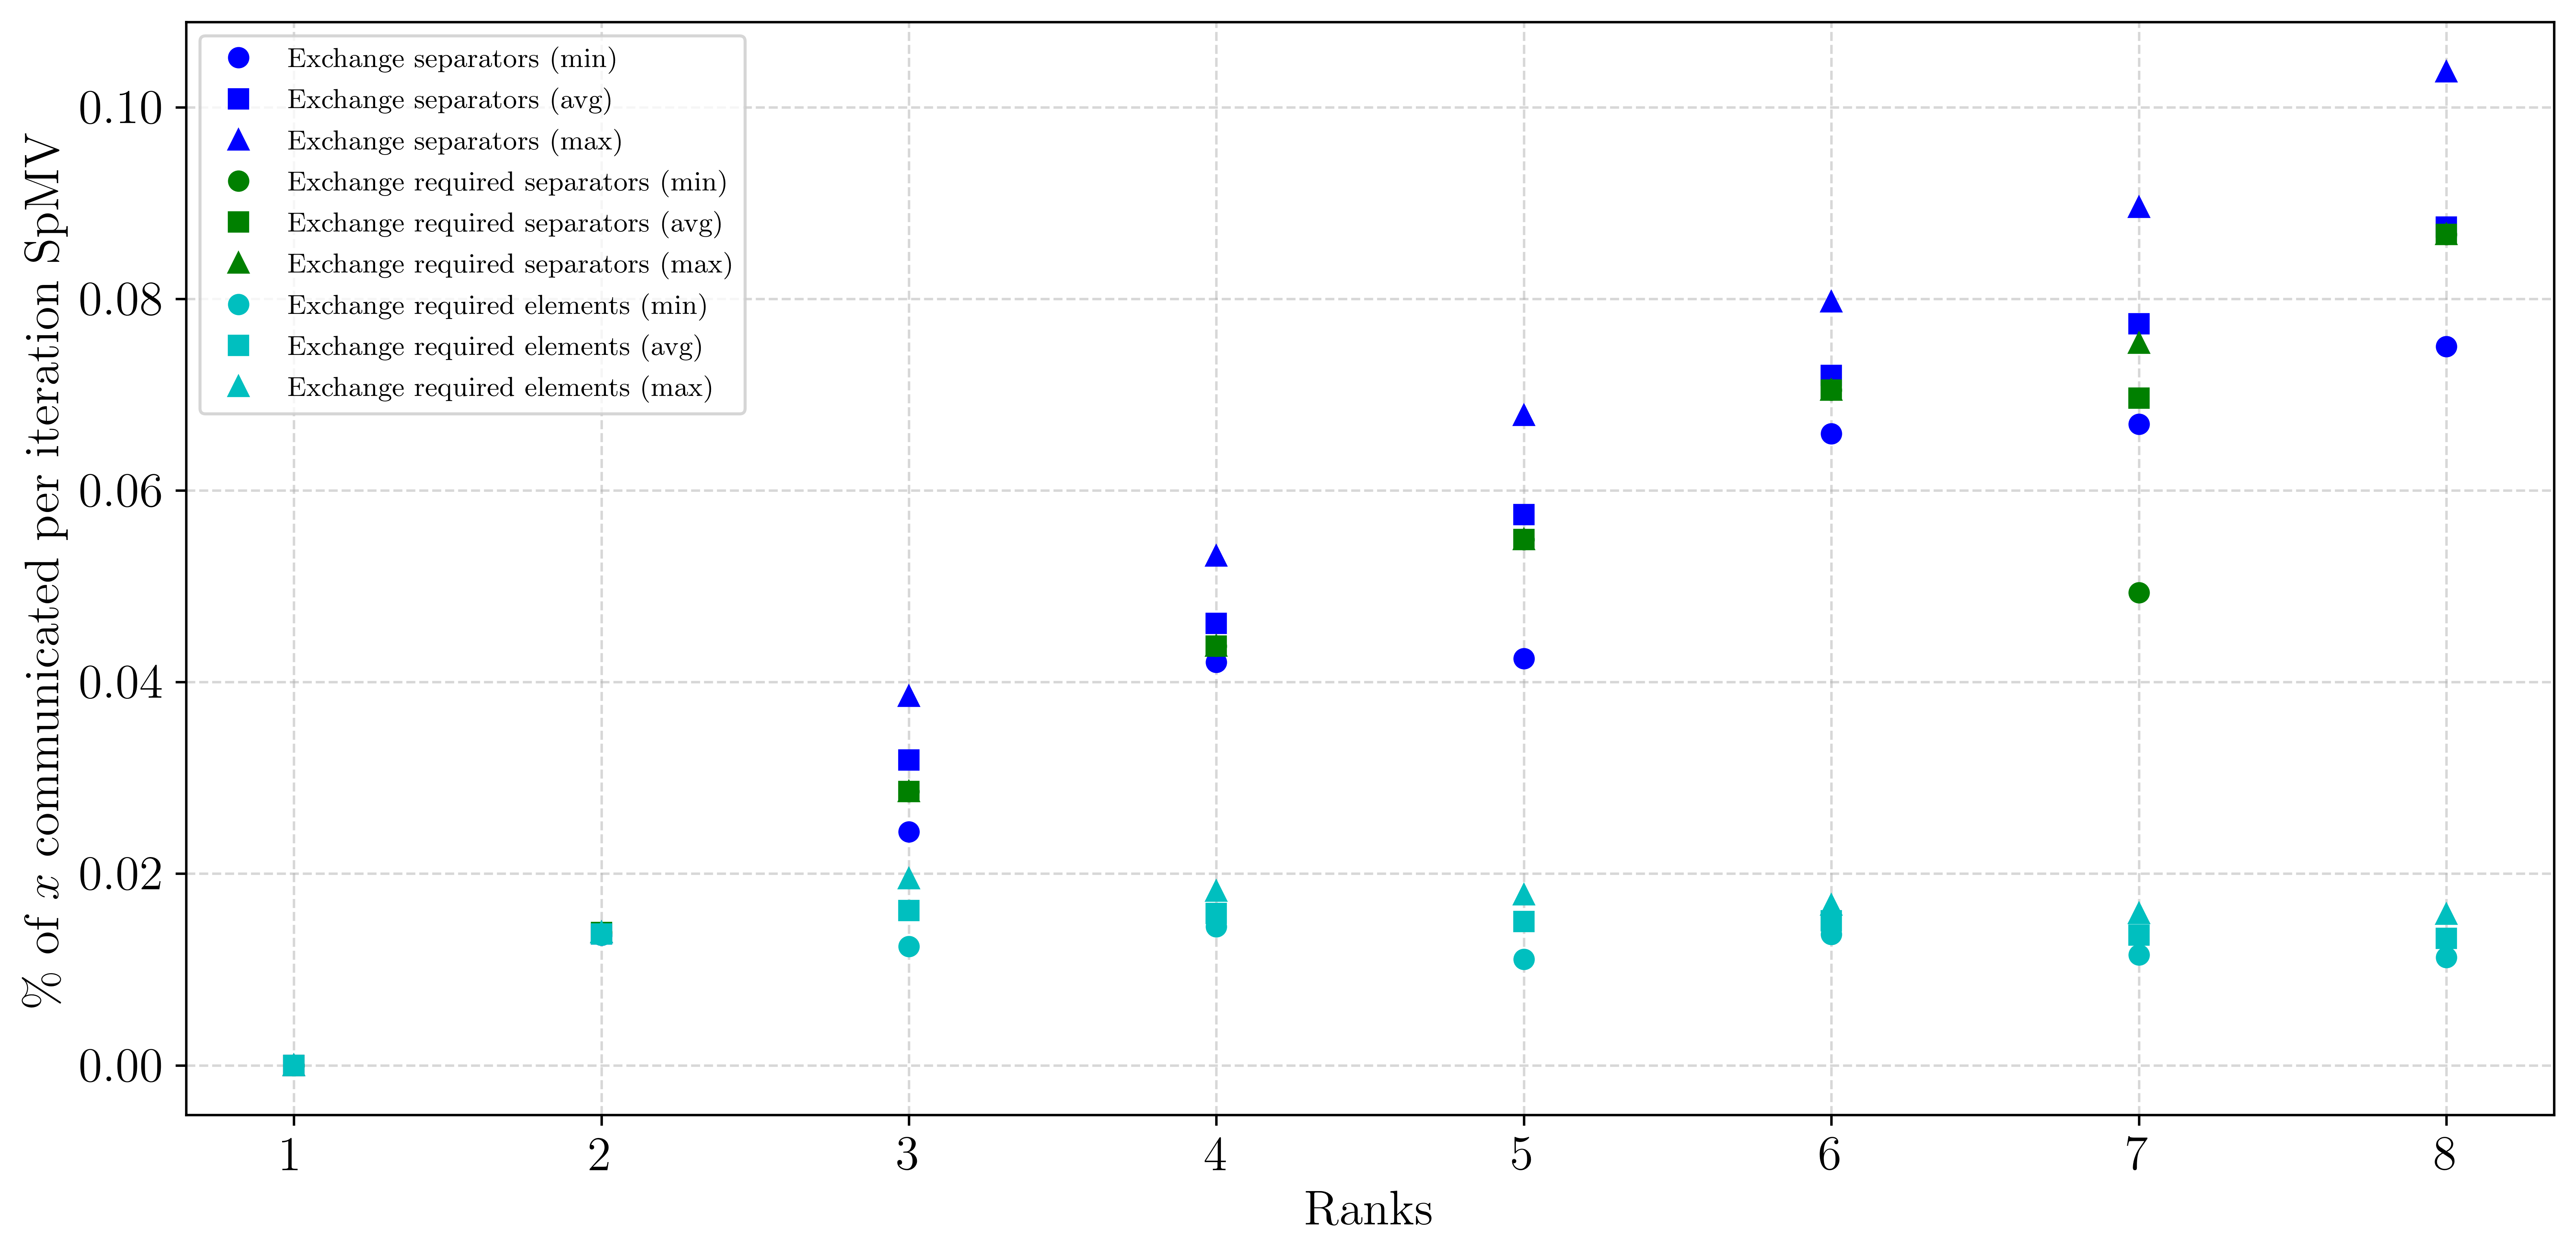 Exchange separators (min)
Exchange separators (avg)
Exchange separators (max)
Exchange required separators (min)
Exchange required separators (avg)
Exchange required separators (max)
Exchange required elements (min)
Exchange required elements (avg)
Exchange required elements (max)
% of x communicated per iteration SpMV
0.10
0.08
0.06
0.04
0.02
0.00
1 2 3 4 5 6 7 8
Ranks